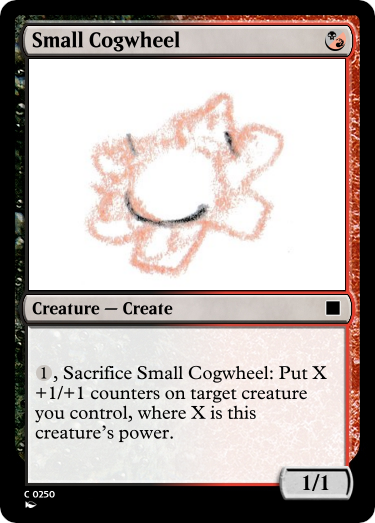 Small Cogwheel
Creature — Create
1, Sacrifice Small Cogwheel: Put X
+1/+1 counters on target creature
you control, where X is this
creature's power.
1/1
C 0250